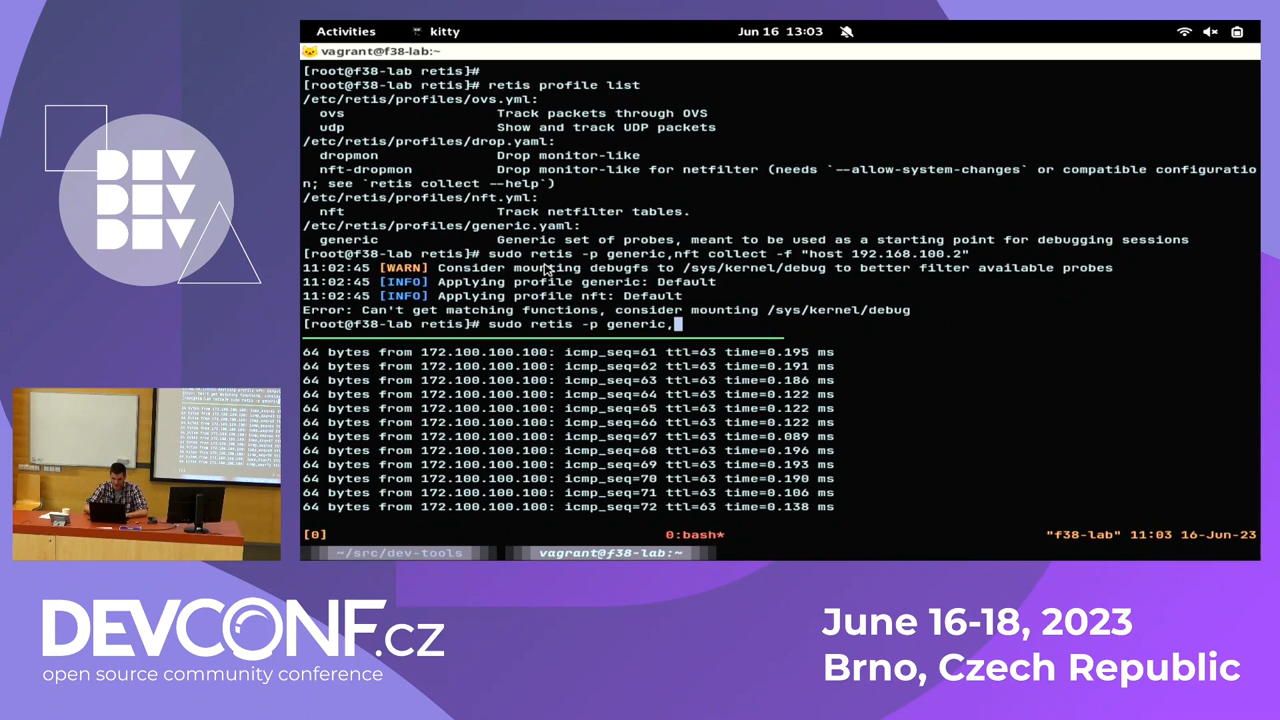 Activities
kitty
Jun 16 13:03
vagrant@f38-lab:~
[root@f38-lab retis]#
[root@f38-lab retis]# retis profile list
/etc/retis/profiles/ovs.yml:
ovs Track packets through OVS
udp Show and track UDP packets
/etc/retis/profiles/drop.yaml:
dropmon Drop monitor-like
nft-dropmon Drop monitor-like for netfilter (needs `--allow-system-changes` or compatible configuratio
n; see `retis collect --help`)
/etc/retis/profiles/nft.yml:
nft Track netfilter tables.
/etc/retis/profiles/generic.yaml:
generic Generic set of probes, meant to be used as a starting point for debugging sessions
[root@f38-lab retis]# sudo retis -p generic,nft collect -f "host 192.168.100.2"
11:02:45 [WARN] Consider mounting debugfs to /sys/kernel/debug to better filter available probes
11:02:45 [INFO] Applying profile generic: Default
11:02:45 [INFO] Applying profile nft: Default
Error: Can't get matching functions, consider mounting /sys/kernel/debug
[root@f38-lab retis]# sudo retis -p generic,
64 bytes from 172.100.100.100: icmp_seq=61 ttl=63 time=0.195 ms
64 bytes from 172.100.100.100: icmp_seq=62 ttl=63 time=0.191 ms
64 bytes from 172.100.100.100: icmp_seq=63 ttl=63 time=0.186 ms
64 bytes from 172.100.100.100: icmp_seq=64 ttl=63 time=0.122 ms
64 bytes from 172.100.100.100: icmp_seq=65 ttl=63 time=0.122 ms
64 bytes from 172.100.100.100: icmp_seq=66 ttl=63 time=0.122 ms
64 bytes from 172.100.100.100: icmp_seq=67 ttl=63 time=0.089 ms
64 bytes from 172.100.100.100: icmp_seq=68 ttl=63 time=0.196 ms
64 bytes from 172.100.100.100: icmp_seq=69 ttl=63 time=0.193 ms
64 bytes from 172.100.100.100: icmp_seq=70 ttl=63 time=0.190 ms
64 bytes from 172.100.100.100: icmp_seq=71 ttl=63 time=0.106 ms
64 bytes from 172.100.100.100: icmp_seq=72 ttl=63 time=0.138 ms
[0] 0:bash* "f38-lab" 11:03 16-Jun-23
~/src/dev-tools vagrant@f38-lab:~
DEV
DEV
DEV
DEVCONF.cz
open source community conference
June 16-18, 2023
Brno, Czech Republic